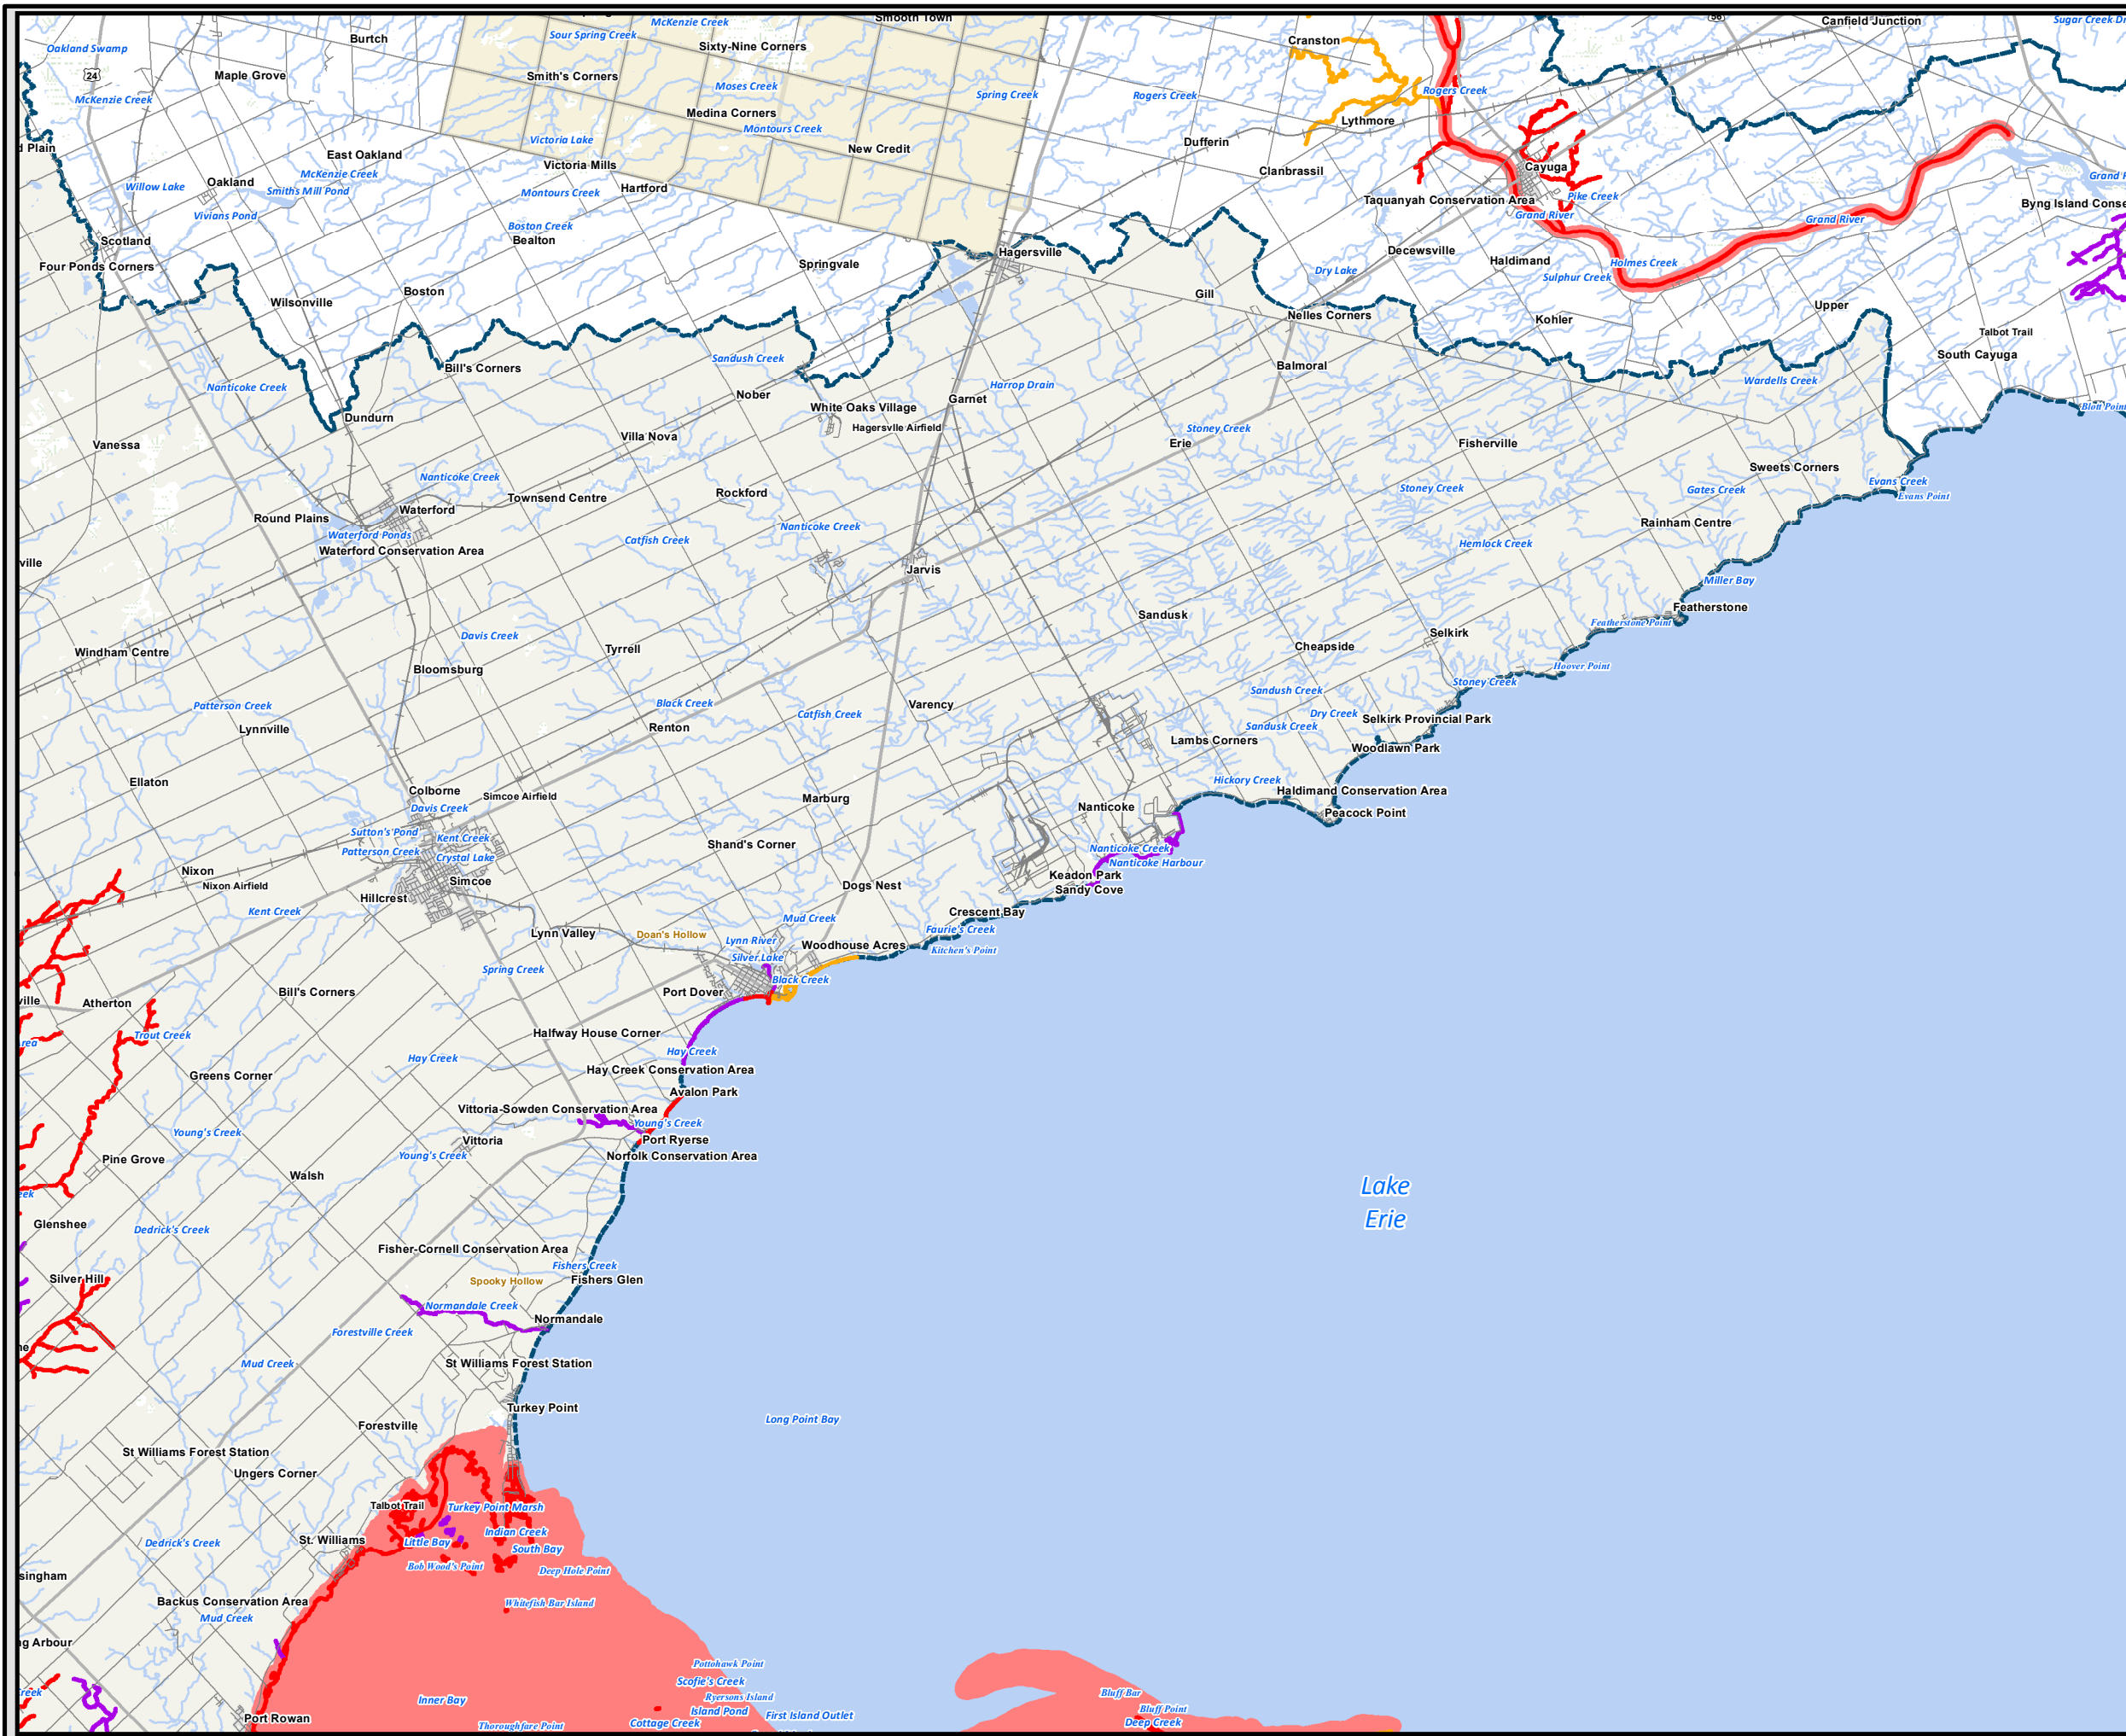 McKenzie Creek
Smooth Town
Canfield Junction
Sugar Creek Dr
Oakland Swamp
Burtch
Sour Spring Creek
Sixty-Nine Corners
Cranston
56
24
Maple Grove
Smith's Corners
Moses Creek
Spring Creek
Rogers Creek
Rogers Creek
McKenzie Creek
Medina Corners
Montours Creek
Lythmore
d Plain
East Oakland
Victoria Lake
New Credit
Dufferin
Victoria Mills
Clanbrassil
Cayuga
McKenzie Creek
Willow Lake
Oakland
Smith's Mill Pond
Montours Creek
Hartford
Taquanyah Conservation Area
Pike Creek
Grand R
Vivians Pond
Grand River
Grand River
Byng Island Conse
Boston Creek
Bealton
Scotland
Four Ponds Corners
Springvale
Hagersville
Decewsville
Haldimand
Holmes Creek
Dry Lake
Sulphur Creek
Wilsonville
Boston
Gill
Nelles Corners
Kohler
Upper
Talbot Trail
South Cayuga
Sandush Creek
Bill's Corners
Balmoral
Nanticoke Creek
Nober
Harrop Drain
Wardells Creek
Garnet
White Oaks Village
Blott Point
Dundurn
Hagersvlle Airfield
Vanessa
Villa Nova
Stoney Creek
Erie
Fisherville
Nanticoke Creek
Sweets Corners
Townsend Centre
Rockford
Stoney Creek
Gates Creek
Evans Creek
Evans Point
Waterford
Round Plains
Nanticoke Creek
Rainham Centre
Waterford Ponds
Catfish Creek
Hemlock Creek
Waterford Conservation Area
ville
Jarvis
Miller Bay
Sandusk
Featherstone
Featherstone Point
Davis Creek
Selkirk
Windham Centre
Tyrrell
Cheapside
Bloomsburg
Hoover Point
Stoney Creek
Sandush Creek
Patterson Creek
Black Creek
Varency
Catfish Creek
Dry Creek
Lynnville
Renton
Sandusk Creek
Selkirk Provincial Park
Lambs Corners
Woodlawn Park
Ellaton
Hickory Creek
Colborne
Simcoe Airfield
Marburg
Haldimand Conservation Area
Davis Creek
Nanticoke
Peacock Point
Sutton's Pond
Kent Creek
Patterson Creek
Shand's Corner
Nanticoke Creek
Crystal Lake
Nanticoke Harbour
Nixon
Simcoe
Keadon Park
Nixon Airfield
Dogs Nest
Sandy Cove
Hillcrest
Kent Creek
Crescent Bay
Mud Creek
Lynn Valley
Doan's Hollow
Faurie's Creek
Lynn River
Woodhouse Acres
Kitchen's Point
Silver Lake
Spring Creek
Black Creek
Bill's Corners
Port Dover
ville
Atherton
Halfway House Corner
Trout Creek
rea
Hay Creek
Hay Creek
Greens Corner
Hay Creek Conservation Area
Avalon Park
Vittoria-Sowden Conservation Area
Young's Creek
Young's Creek
Vittoria
Port Ryerse
Young's Creek
Norfolk Conservation Area
Pine Grove
Walsh
Lake
Erie
eek
Glenshee
Dedrick's Creek
Fisher-Cornell Conservation Area
Fishers Creek
Silver Hill
Spooky Hollow
Fishers Glen
Normandale Creek
Normandale
Forestville Creek
ne
Mud Creek
St Williams Forest Station
Turkey Point
Long Point Bay
Forestville
St Williams Forest Station
Ungers Corner
Talbot Trail
Turkey Point Marsh
Indian Creek
St. Williams
Dedrick's Creek
Little Bay
South Bay
Bob Wood's Point
Deep Hole Point
singham
Backus Conservation Area
Whitefish Bar Island
Mud Creek
ng Arbour
Pottohawk Point
Scofie's Creek
reek
Inner Bay
Ryersons Island
Bluff Bar
Island Pond
Bluff Point
Port Rowan
First Island Outlet
Thoroughfare Point
Cottage Creek
Deep Creek